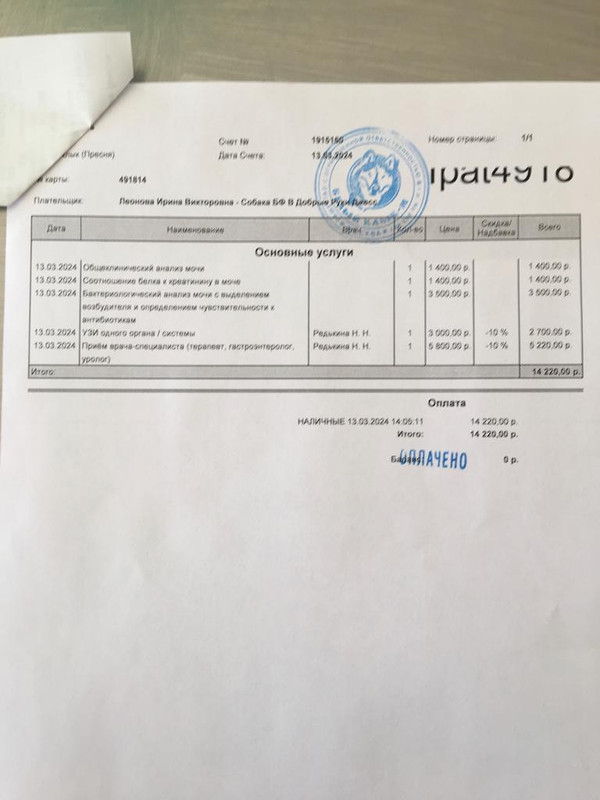 Счет № 1915150 Номер страницы: 1/1
(Пресня) Дата Счета: 13.03.2024
карты: 491814
Плательщик: Леонова Ирина Викторовна - Собака БФ В Добрые Руки Джесс
Дата Наименование Врач Кол-во Цена Скидка/Надбавка Всего
Основные услуги
13.03.2024 Общеклинический анализ мочи 1 1 400,00 р. 1 400,00 р.
13.03.2024 Соотношение белка к креатинину в моче 1 1 400,00 р. 1 400,00 р.
13.03.2024 Бактериологический анализ мочи с выделением 1 3 500,00 р. 3 500,00 р.
возбудителя и определением чувствительности к
антибиотикам
13.03.2024 УЗИ одного органа / системы Редькина Н. Н. 1 3 000,00 р. -10 % 2 700,00 р.
13.03.2024 Приём врача-специалиста (терапевт, гастроэнтеролог, Редькина Н. Н. 1 5 800,00 р. -10 % 5 220,00 р.
уролог)
Итого: 14 220,00 р.
Оплата
НАЛИЧНЫЕ 13.03.2024 14:05:11 14 220,00 р.
Итого: 14 220,00 р.
Баланс: 0 р.
ОПЛАЧЕНО